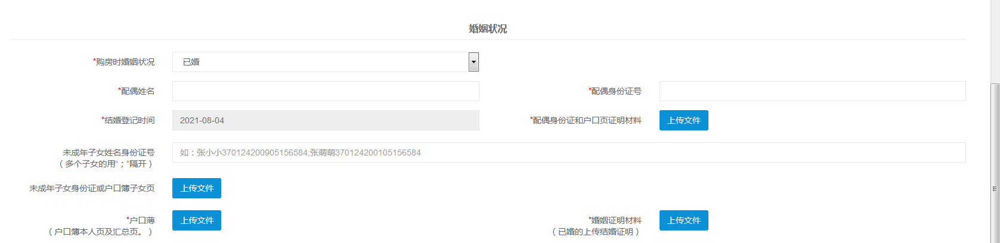 婚姻状况
*购房时婚姻状况 已婚
*配偶姓名 *配偶身份证号
*结婚登记时间 2021-08-04 *配偶身份证和户口页证明材料 上传文件
未成年子女姓名身份证号 如：张小小370124200905156584;张萌萌370124200105156584
（多个子女的用“；”隔开）
未成年子女身份证或户口簿子女页 上传文件
*户口薄 上传文件 *婚姻证明材料 上传文件
（户口簿本人页及汇总页。） （已婚的上传结婚证明）